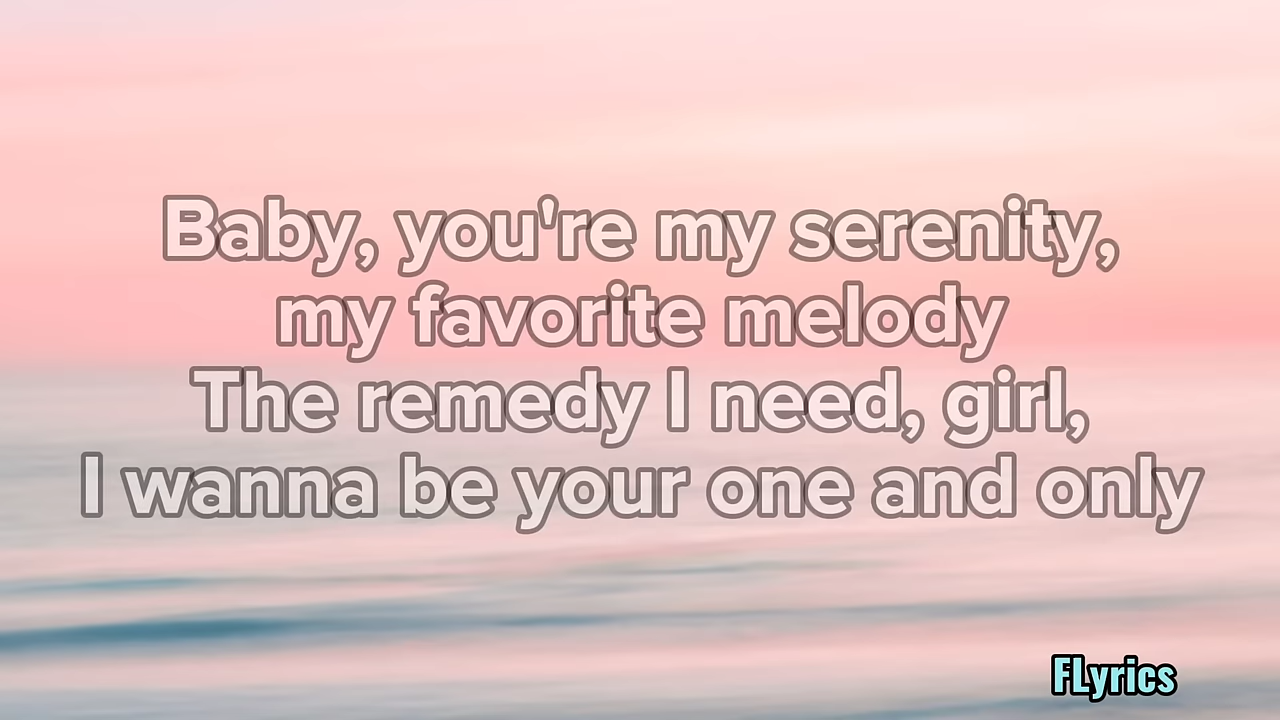 Baby, you're my serenity,
my favorite melody
The remedy I need, girl,
I wanna be your one and only
FLyrics